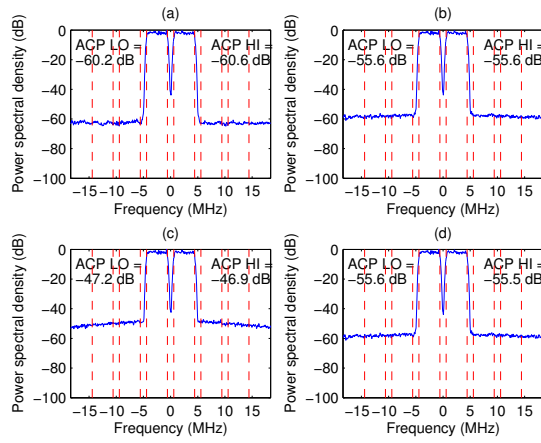 (a)
0
−20
−40
−60
−80
−100
Power spectral density (dB)
ACP LO =
−60.2 dB
ACP HI =
−60.6 dB
−15 −10 −5 0 5 10 15
Frequency (MHz)
(b)
0
−20
−40
−60
−80
−100
Power spectral density (dB)
ACP LO =
−55.6 dB
ACP HI =
−55.6 dB
−15 −10 −5 0 5 10 15
Frequency (MHz)
(c)
0
−20
−40
−60
−80
−100
Power spectral density (dB)
ACP LO =
−47.2 dB
ACP HI =
−46.9 dB
−15 −10 −5 0 5 10 15
Frequency (MHz)
(d)
0
−20
−40
−60
−80
−100
Power spectral density (dB)
ACP LO =
−55.6 dB
ACP HI =
−55.5 dB
−15 −10 −5 0 5 10 15
Frequency (MHz)